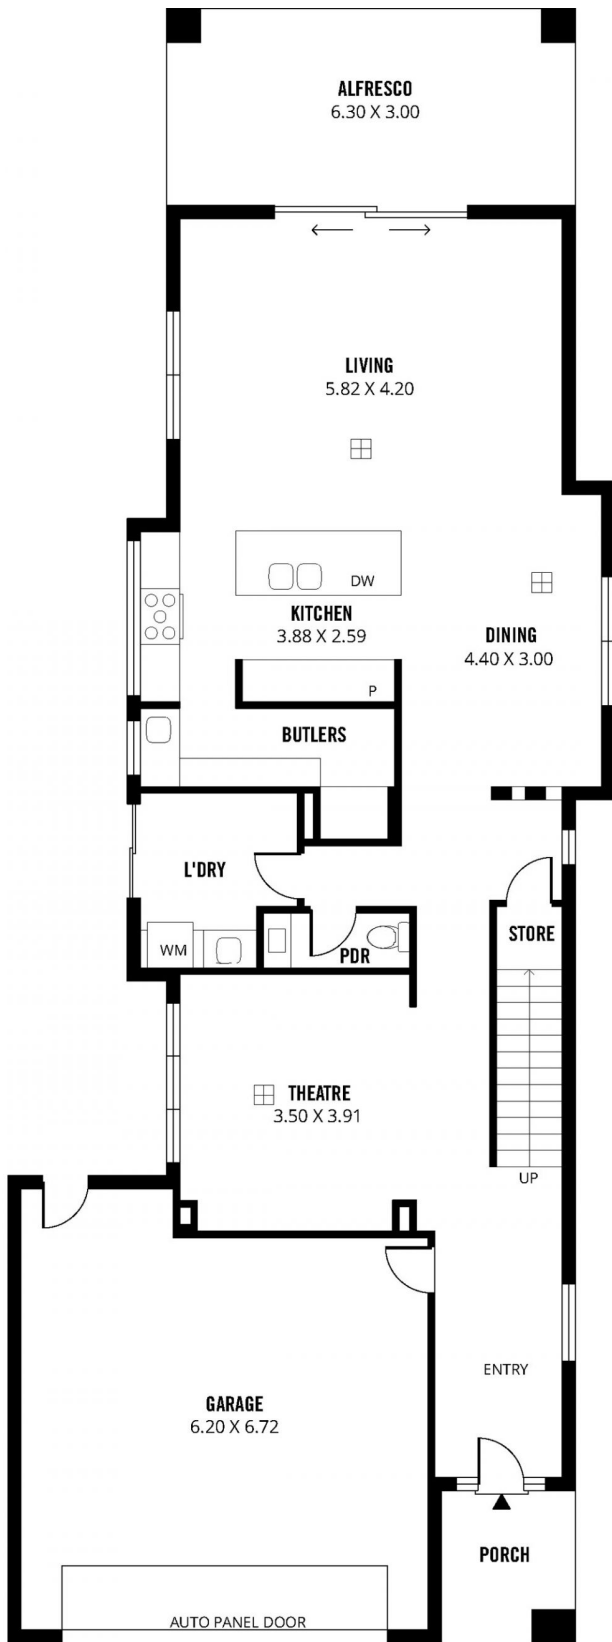 ALFRESCO
6.30 X 3.00
LIVING
5.82 X 4.20
DW
KITCHEN
3.88 X 2.59
DINING
4.40 X 3.00
P
BUTLERS
L'DRY
STORE
WM
PDR
THEATRE
3.50 X 3.91
UP
ENTRY
GARAGE
6.20 X 6.72
PORCH
AUTO PANEL DOOR